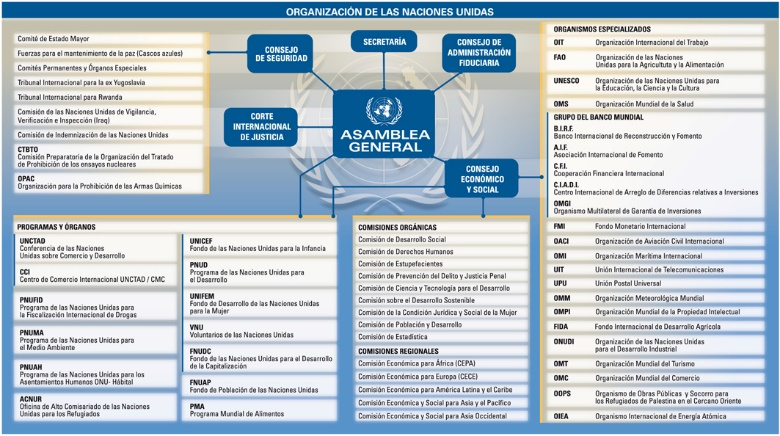 ORGANIZACIÓN DE LAS NACIONES UNIDAS
Comité de Estado Mayor
Fuerzas para el mantenimiento de la paz (Cascos azules)
Comités Permanentes y Órganos Especiales
Tribunal Internacional para la ex Yugoslavia
Tribunal Internacional para Rwanda
Comisión de las Naciones Unidas de Vigilancia,
Verificación e Inspección (Iraq)
Comisión de Indemnización de las Naciones Unidas
CTBTO
Comisión Preparatoria de la Organización del Tratado
de Prohibición de los ensayos nucleares
OPAC
Organización para la Prohibición de las Armas Químicas
CONSEJO
DE SEGURIDAD
SECRETARÍA
CONSEJO DE
ADMINISTRACIÓN
FIDUCIARIA
CORTE
INTERNACIONAL
DE JUSTICIA
ASAMBLEA
GENERAL
CONSEJO
ECONÓMICO
Y SOCIAL
PROGRAMAS Y ÓRGANOS
UNCTAD
Conferencia de las Naciones
Unidas sobre Comercio y Desarrollo
CCI
Centro de Comercio Internacional UNCTAD / CMC
PNUFID
Programa de las Naciones Unidas para
la Fiscalización Internacional de Drogas
PNUMA
Programa de las Naciones Unidas para
el Medio Ambiente
PNUAH
Programa de las Naciones Unidas para los
Asentamientos Humanos ONU- Hábital
ACNUR
Oficina de Alto Comisariado de las Naciones
Unidas para los Refugiados
UNICEF
Fondo de las Naciones Unidas para la Infancia
PNUD
Programa de las Naciones Unidas para
el Desarrollo
UNIFEM
Fondo de Desarrollo de las Naciones Unidas
para la Mujer
VNU
Voluntarios de las Naciones Unidas
FNUDC
Fondo de las Naciones Unidas para el Desarrollo
de la Capitalización
FNUAP
Fondo de Población de las Naciones Unidas
PMA
Programa Mundial de Alimentos
COMISIONES ORGÁNICAS
Comisión de Desarrollo Social
Comisión de Derechos Humanos
Comisión de Estupefecientes
Comisión de Prevención del Delito y Justicia Penal
Comisión de Ciencia y Tecnología para el Desarrollo
Comisión sobre el Desarrollo Sostenible
Comisión de la Condición Jurídica y Social de la Mujer
Comisión de Población y Desarrollo
Comisión de Estadística
COMISIONES REGIONALES
Comisión Económica para África (CEPA)
Comisión Económica para Europa (CECE)
Comisión Económica para América Latina y el Caribe
Comisión Económica y Social para Asia y el Pacífico
Comisión Económica y Social para Asia Occidental
ORGANISMOS ESPECIALIZADOS
OIT Organización Internacional del Trabajo
FAO Organización de las Naciones
Unidas para la Agricultura y la Alimentación
UNESCO Organización de las Naciones Unidas para
la Educación, la Ciencia y la Cultura
OMS Organización Mundial de la Salud
GRUPO DEL BANCO MUNDIAL
B.I.R.F.
Banco Internacional de Reconstrucción y Fomento
A.I.F.
Asociación Internacional de Fomento
C.F.I.
Cooperación Financiera Internacional
C.I.A.D.I.
Centro Internacional de Arreglo de Diferencias relativas a Inversiones
OMGI
Organismo Multilateral de Garantía de Inversiones
FMI Fondo Monetario Internacional
OACI Organización de Aviación Civil Internacional
OMI Organización Marítima Internacional
UIT Unión Internacional de Telecomunicaciones
UPU Unión Postal Universal
OMM Organización Meteorológica Mundial
OMPI Organización Mundial de la Propiedad Intelectual
FIDA Fondo Internacional de Desarrollo Agrícola
ONUDI Organización de las Naciones Unidas
para el Desarrollo Industrial
OMT Organización Mundial del Turismo
OMC Organización Mundial del Comercio
OOPS Organismo de Obras Públicas y Socorro para
los Refugiados de Palestina en el Cercano Oriente
OIEA Organismo Internacional de Energía Atómica